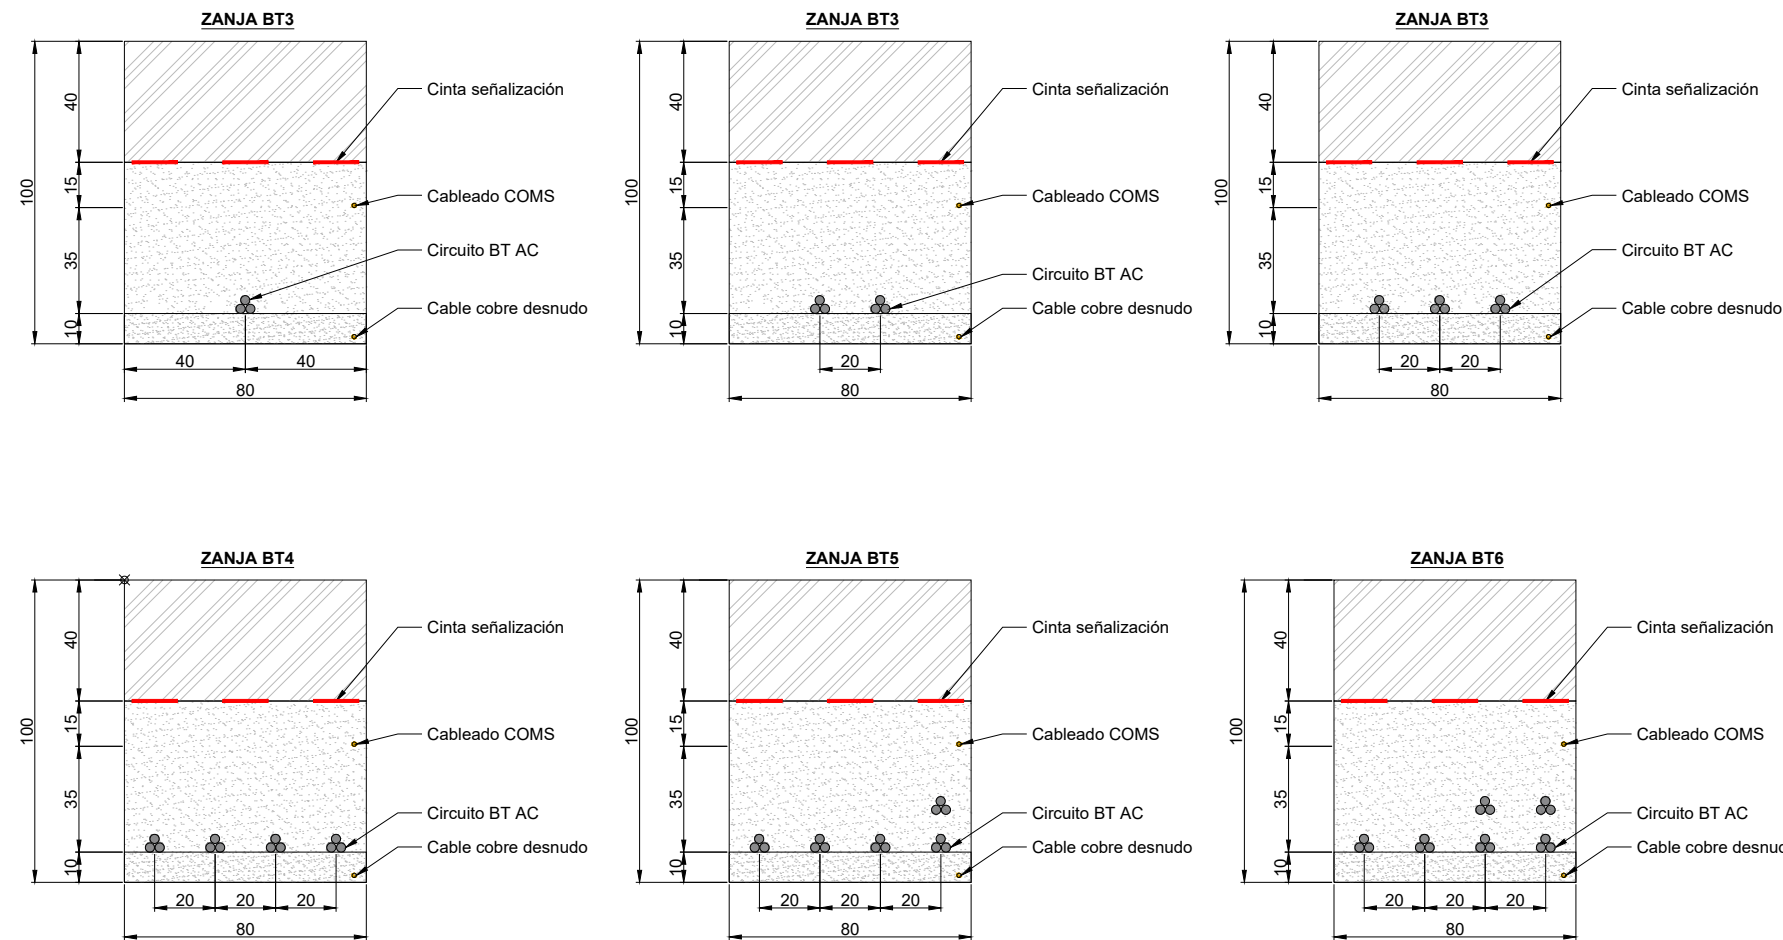 ZANJA BT3
40
15
35
10
100
Cinta señalización
Cableado COMS
Circuito BT AC
Cable cobre desnudo
40 40
80
ZANJA BT3
40
15
35
10
100
Cinta señalización
Cableado COMS
Circuito BT AC
Cable cobre desnudo
20
80
ZANJA BT3
40
15
35
10
100
Cinta señalización
Cableado COMS
Circuito BT AC
Cable cobre desnudo
20 20
80
ZANJA BT4
40
15
35
10
100
Cinta señalización
Cableado COMS
Circuito BT AC
Cable cobre desnudo
20 20 20
80
ZANJA BT5
40
15
35
10
100
Cinta señalización
Cableado COMS
Circuito BT AC
Cable cobre desnudo
20 20 20
80
ZANJA BT6
40
15
35
10
100
Cinta señalización
Cableado COMS
Circuito BT AC
Cable cobre desnud
20 20 20
80